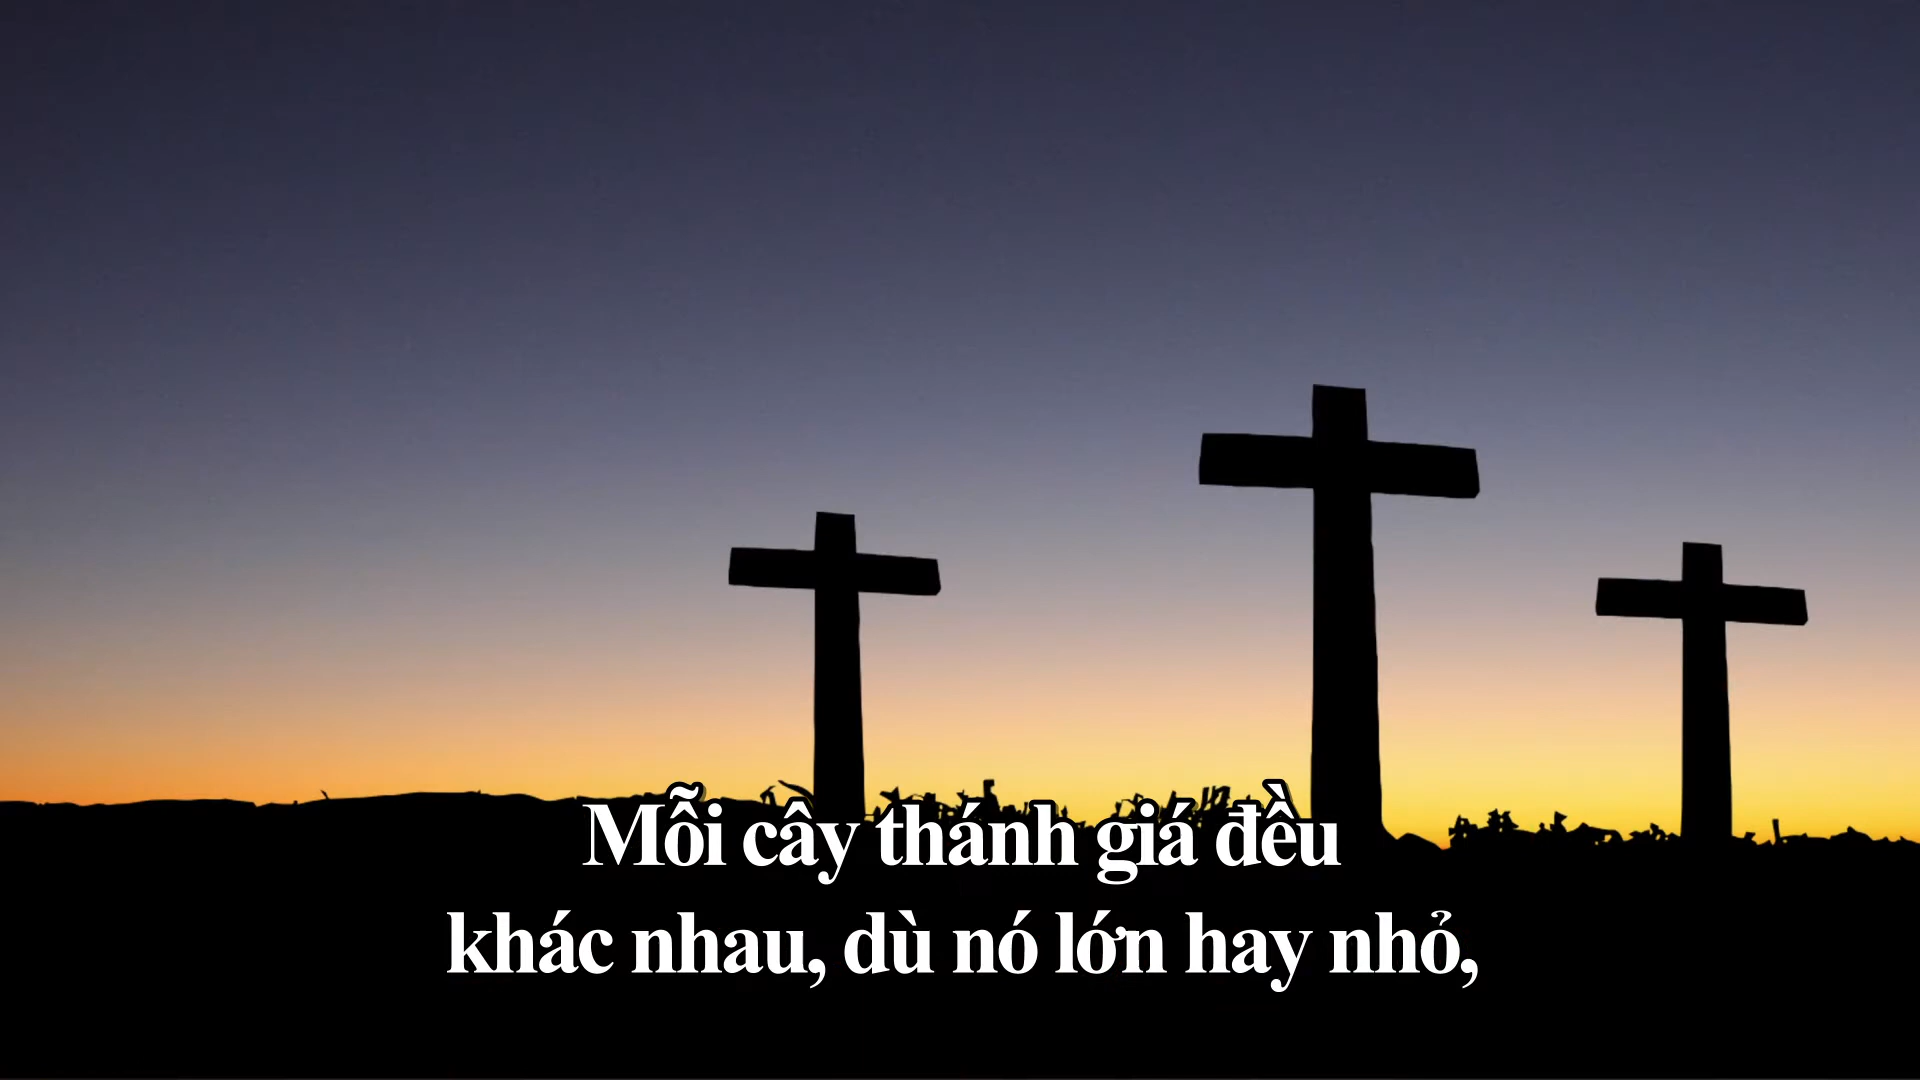 Mỗi cây thánh giá đều
khác nhau, dù nó lớn hay nhỏ,